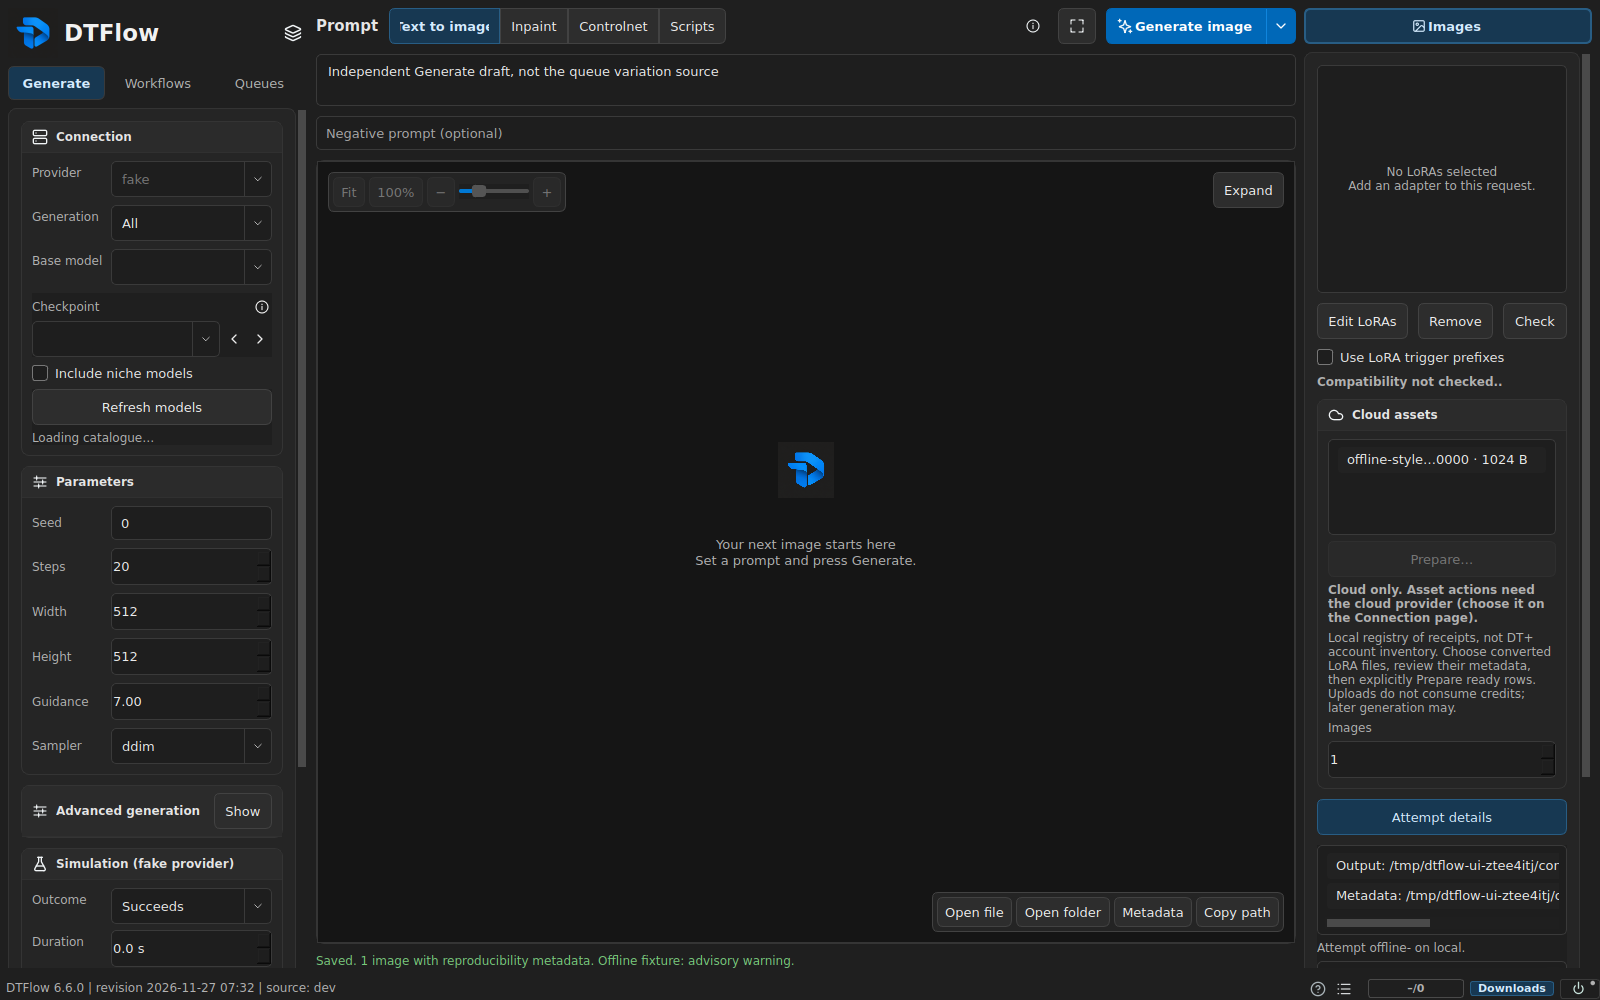 DTFlow
Generate
Workflows
Queues
Connection
Provider
fake
Generation
All
Base model
Checkpoint
Include niche models
Refresh models
Loading catalogue...
Parameters
Seed
0
Steps
20
Width
512
Height
512
Guidance
7.00
Sampler
ddim
Advanced generation
Show
Simulation (fake provider)
Outcome
Succeeds
Duration
0.0 s
Prompt
Text to image
Inpaint
Controlnet
Scripts
Generate image
Independent Generate draft, not the queue variation source
Negative prompt (optional)
Fit
100%
−
+
Expand
Your next image starts here
Set a prompt and press Generate.
Open file
Open folder
Metadata
Copy path
Saved. 1 image with reproducibility metadata. Offline fixture: advisory warning.
Images
No LoRAs selected
Add an adapter to this request.
Edit LoRAs
Remove
Check
Use LoRA trigger prefixes
Compatibility not checked..
Cloud assets
offline-style...0000 · 1024 B
Prepare...
Cloud only. Asset actions need
the cloud provider (choose it on
the Connection page).
Local registry of receipts, not DT+
account inventory. Choose converted
LoRA files, review their metadata,
then explicitly Prepare ready rows.
Uploads do not consume credits;
later generation may.
Images
1
Attempt details
Output: /tmp/dtflow-ui-ztee4itj/cor
Metadata: /tmp/dtflow-ui-ztee4itj/c
Attempt offline- on local.
DTFlow 6.6.0 | revision 2026-11-27 07:32 | source: dev
-/0
Downloads